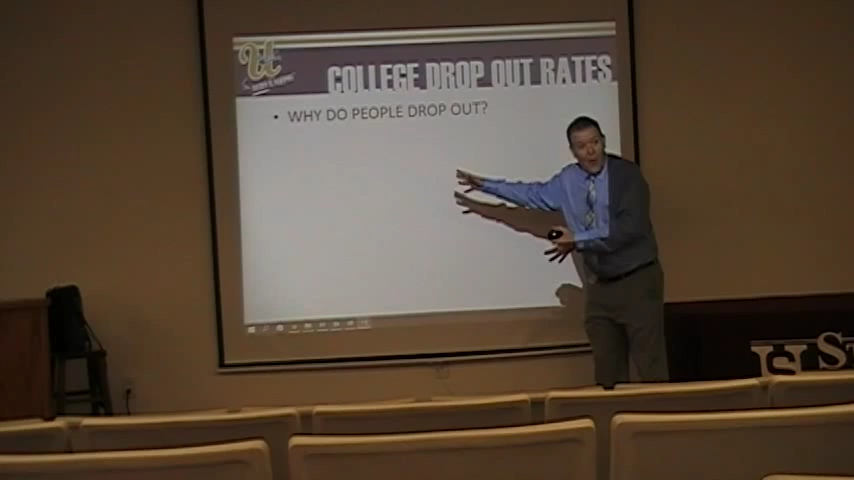 COLLEGE DROP OUT RATES
• WHY DO PEOPLE DROP OUT?